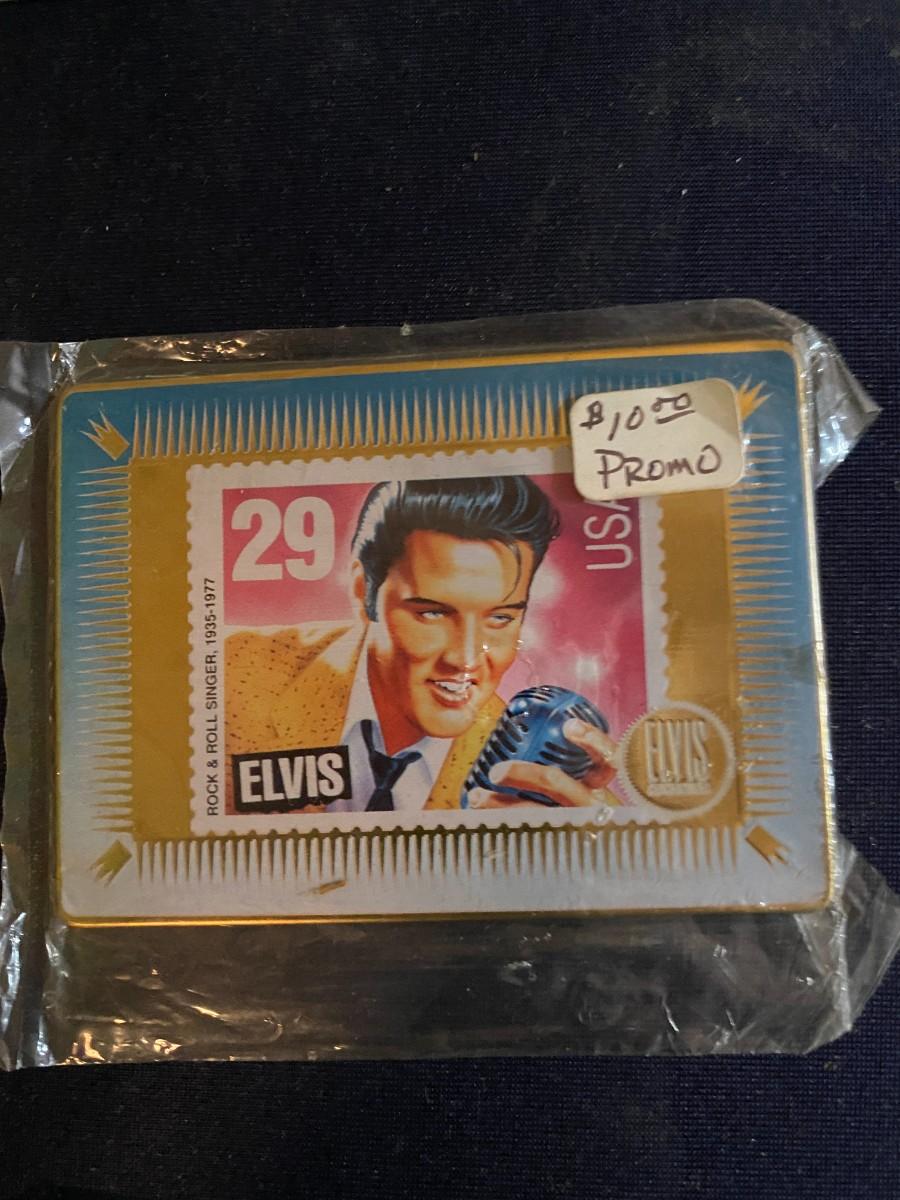 $10.00
PROMO
29
USA
ROCK & ROLL SINGER, 1935-1977
ELVIS
ELVIS